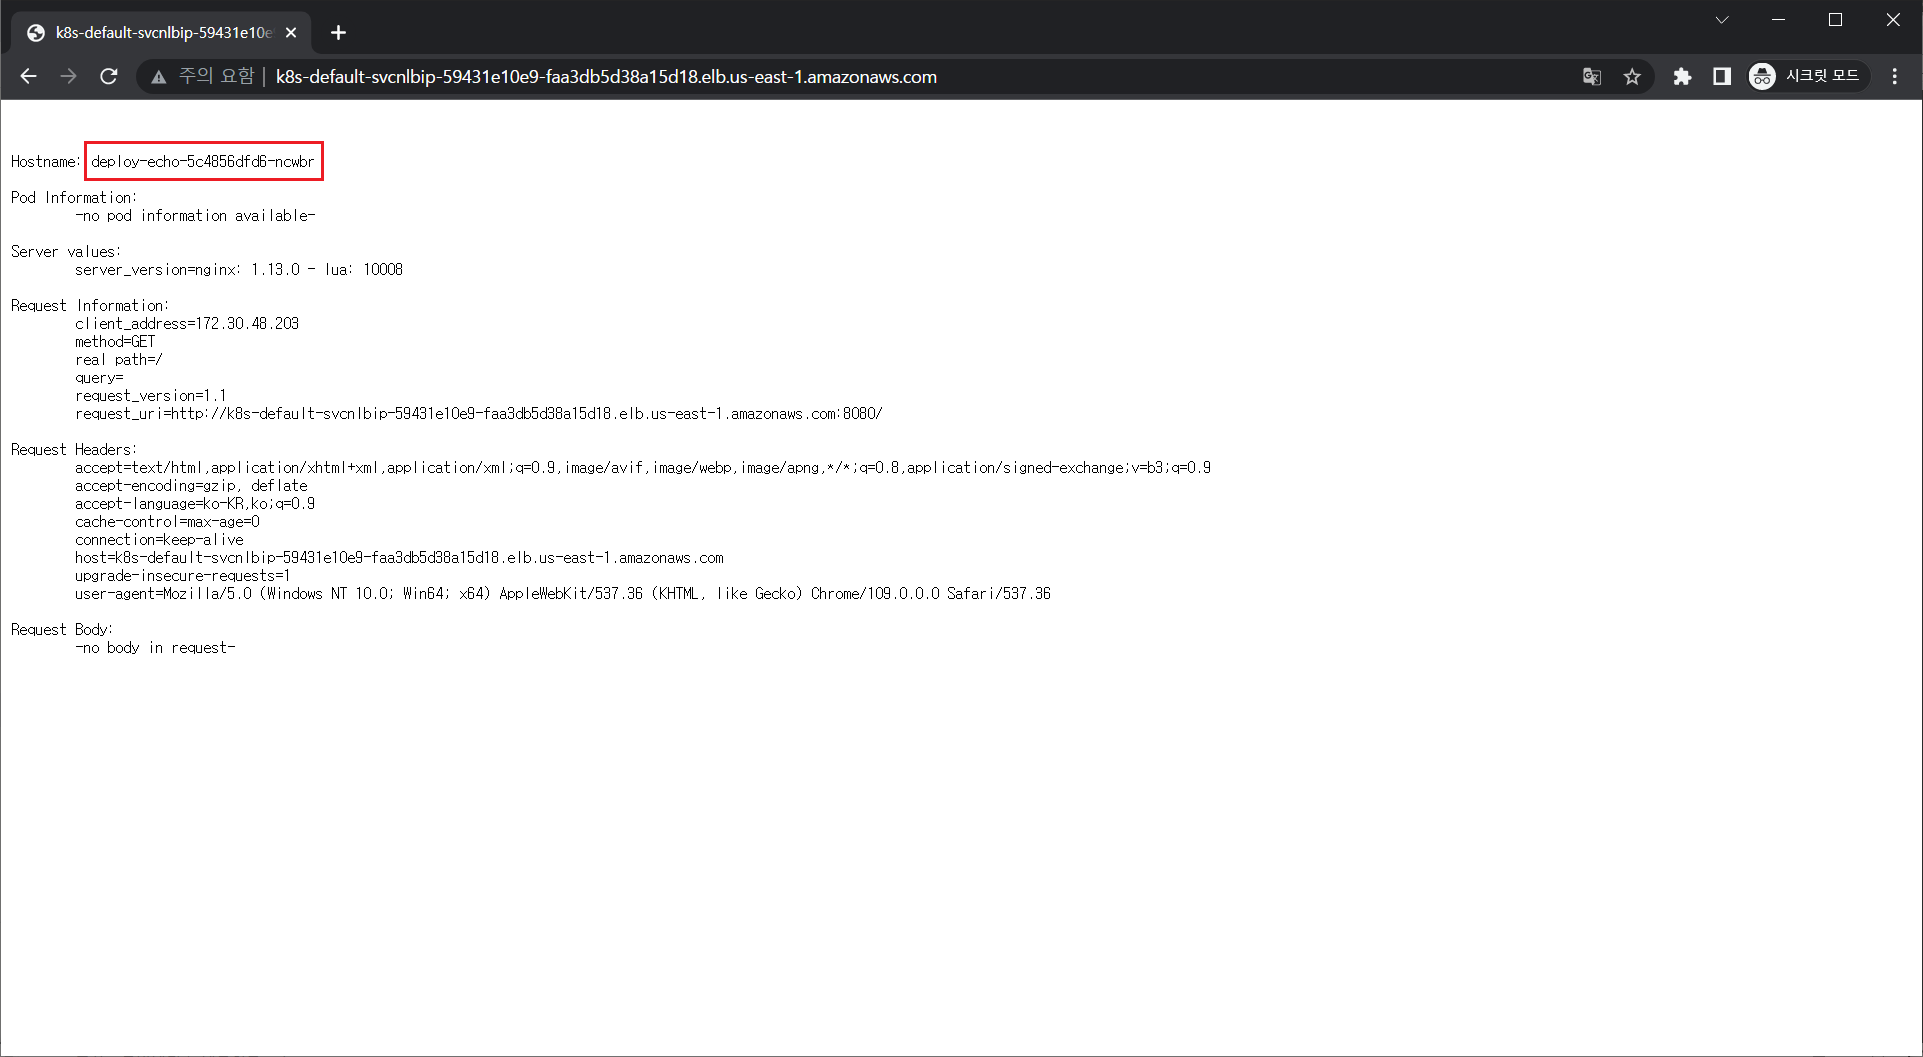 k8s-default-svcnlbip-59431e10e
주의 요함 | k8s-default-svcnlbip-59431e10e9-faa3db5d38a15d18.elb.us-east-1.amazonaws.com
시크릿 모드
Hostname: deploy-echo-5c4856dfd6-ncwbr
Pod Information:
-no pod information available-
Server values:
server_version=nginx: 1.13.0 - lua: 10008
Request Information:
client_address=172.30.48.203
method=GET
real path=/
query=
request_version=1.1
request_uri=http://k8s-default-svcnlbip-59431e10e9-faa3db5d38a15d18.elb.us-east-1.amazonaws.com:8080/
Request Headers:
accept=text/html,application/xhtml+xml,application/xml;q=0.9,image/avif,image/webp,image/apng,*/*;q=0.8,application/signed-exchange;v=b3;q=0.9
accept-encoding=gzip, deflate
accept-language=ko-KR,ko;q=0.9
cache-control=max-age=0
connection=keep-alive
host=k8s-default-svcnlbip-59431e10e9-faa3db5d38a15d18.elb.us-east-1.amazonaws.com
upgrade-insecure-requests=1
user-agent=Mozilla/5.0 (Windows NT 10.0; Win64; x64) AppleWebKit/537.36 (KHTML, like Gecko) Chrome/109.0.0.0 Safari/537.36
Request Body:
-no body in request-